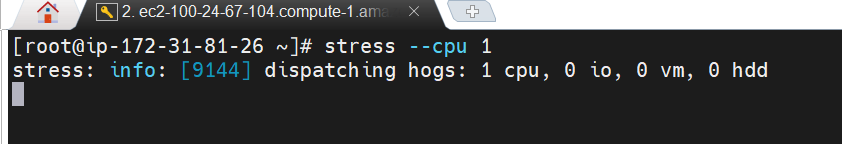 2. ec2-100-24-67-104.compute-1.ama
[root@ip-172-31-81-26 ~]# stress --cpu 1
stress: info: [9144] dispatching hogs: 1 cpu, 0 io, 0 vm, 0 hdd